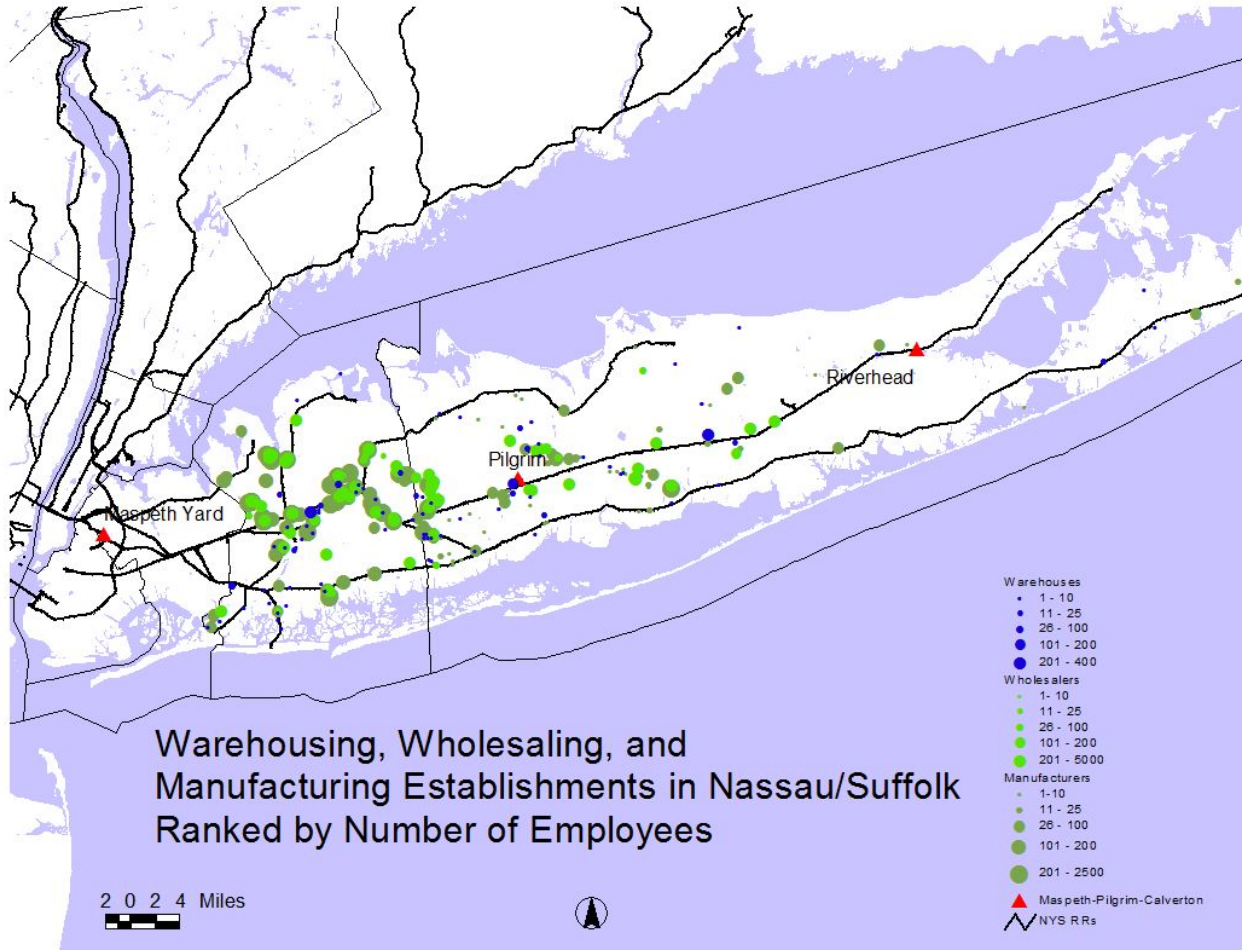 Riverhead
Pilgrim
Maspeth Yard
Warehouses
1 - 10
11 - 25
26 - 100
101 - 200
201 - 400
Wholesalers
1- 10
11 - 25
26 - 100
101 - 200
201 - 5000
Manufacturers
1-10
11 - 25
26 - 100
101 - 200
201 - 2500
Maspeth-Pilgrim-Calverton
NYS RRs
Warehousing, Wholesaling, and
Manufacturing Establishments in Nassau/Suffolk
Ranked by Number of Employees
2 0 2 4 Miles